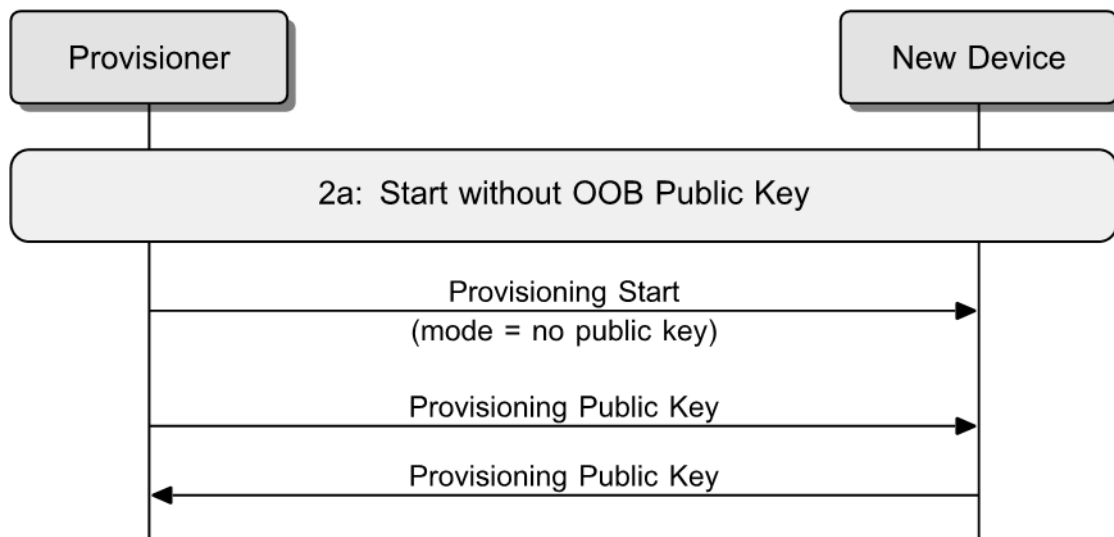 Provisioner
New Device
2a: Start without OOB Public Key
Provisioning Start
(mode = no public key)
Provisioning Public Key
Provisioning Public Key